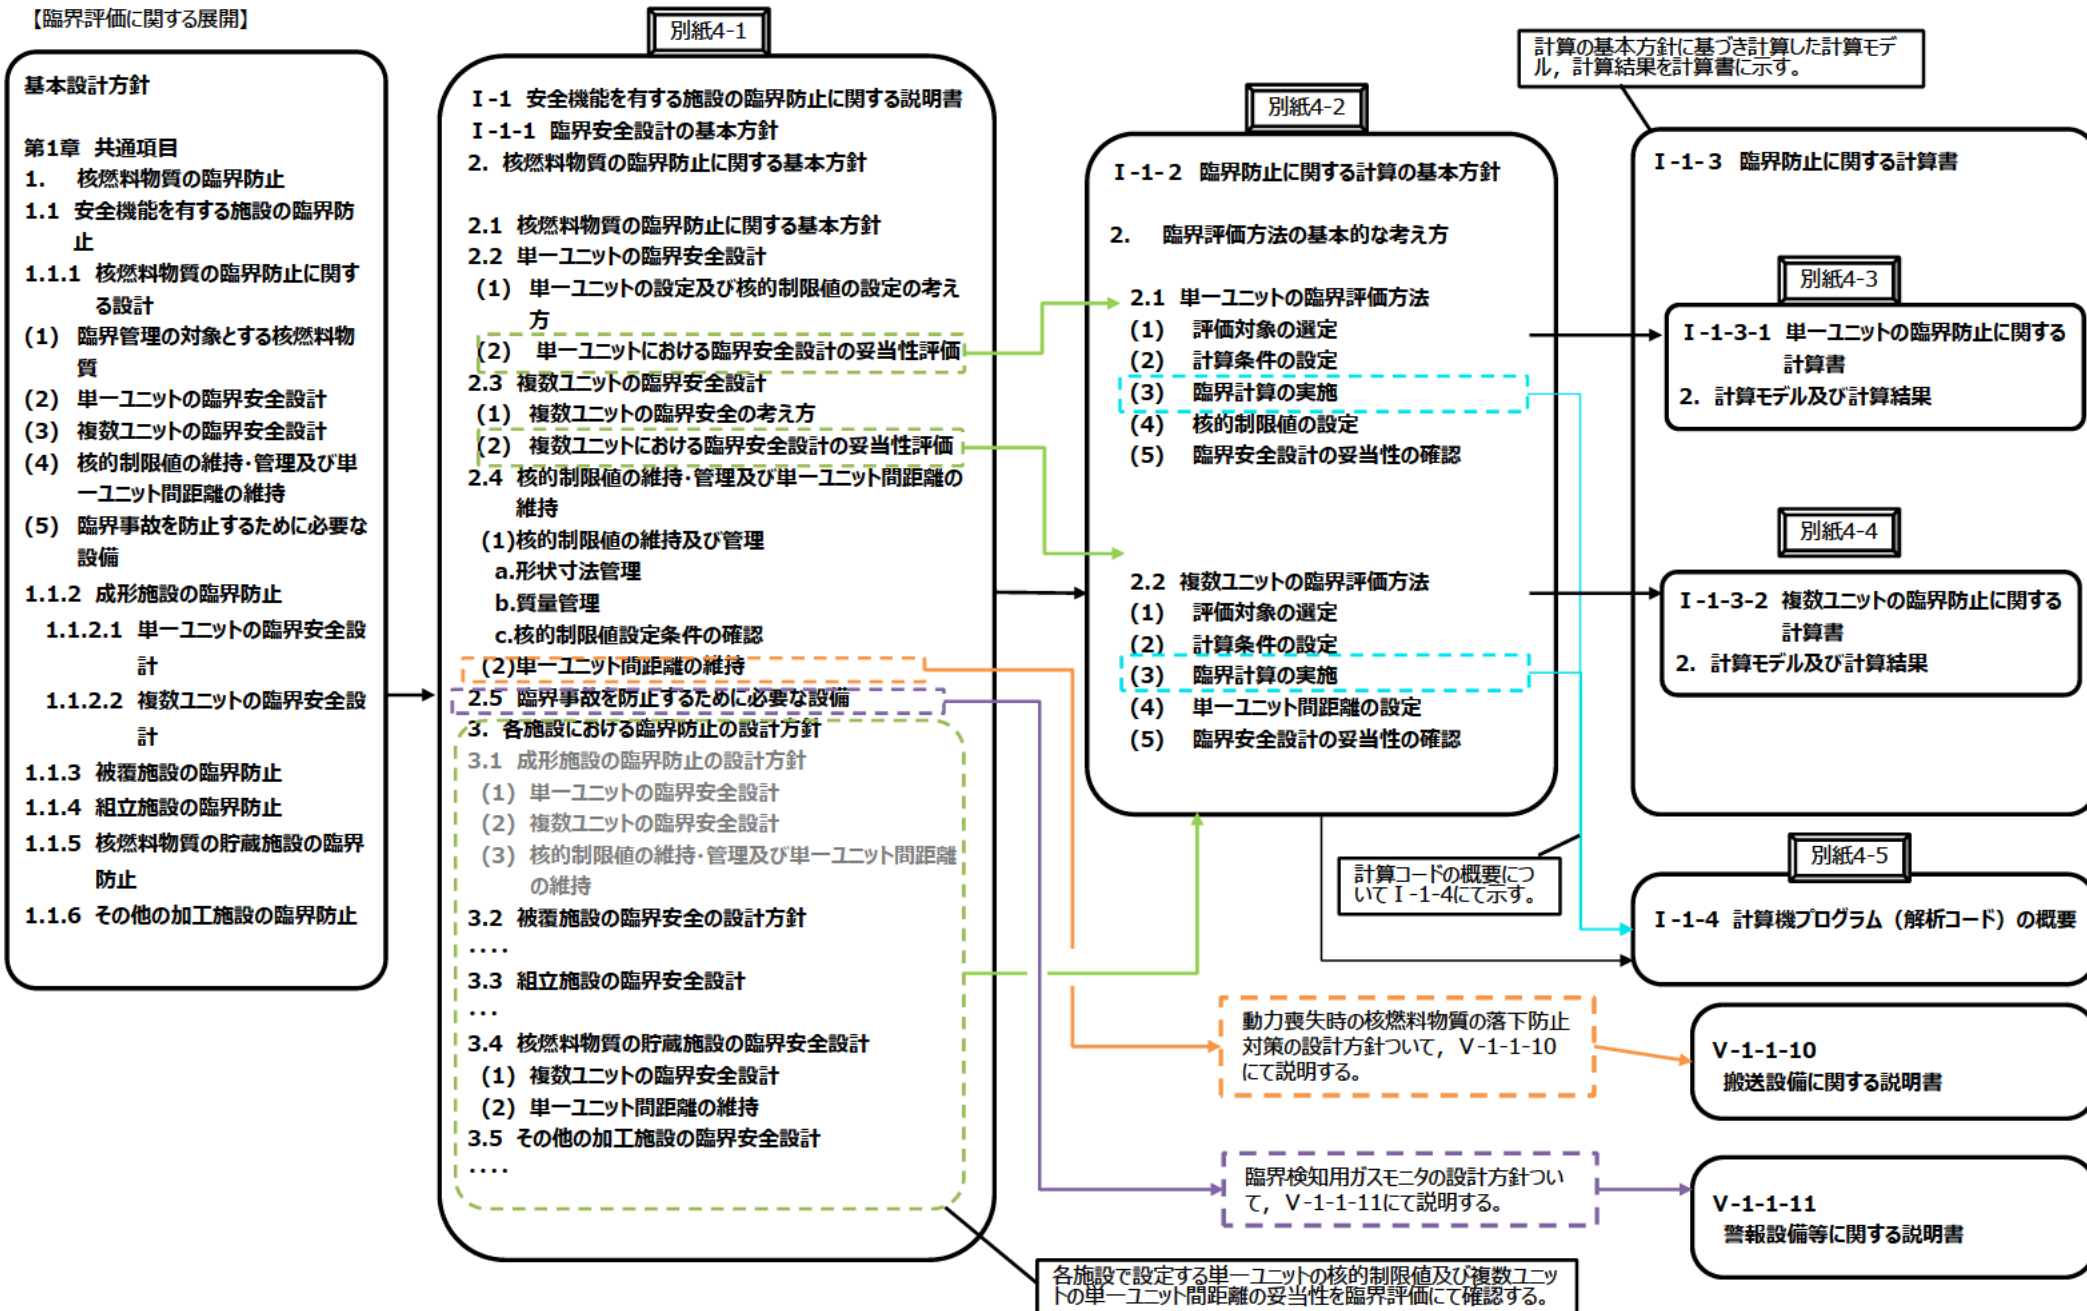 【臨界評価に関する展開】
基本設計方針
第1章 共通項目
1. 核燃料物質の臨界防止
1.1 安全機能を有する施設の臨界防
止
1.1.1 核燃料物質の臨界防止に関す
る設計
(1) 臨界管理の対象とする核燃料物
質
(2) 単一ユニットの臨界安全設計
(3) 複数ユニットの臨界安全設計
(4) 核的制限値の維持・管理及び単
一ユニット間距離の維持
(5) 臨界事故を防止するために必要な
設備
1.1.2 成形施設の臨界防止
1.1.2.1 単一ユニットの臨界安全設
計
1.1.2.2 複数ユニットの臨界安全設
計
1.1.3 被覆施設の臨界防止
1.1.4 組立施設の臨界防止
1.1.5 核燃料物質の貯蔵施設の臨界
防止
1.1.6 その他の加工施設の臨界防止
別紙4-1
Ⅰ-1 安全機能を有する施設の臨界防止に関する説明書
Ⅰ-1-1 臨界安全設計の基本方針
2. 核燃料物質の臨界防止に関する基本方針
2.1 核燃料物質の臨界防止に関する基本方針
2.2 単一ユニットの臨界安全設計
(1) 単一ユニットの設定及び核的制限値の設定の考え
方
(2) 単一ユニットにおける臨界安全設計の妥当性評価
2.3 複数ユニットの臨界安全設計
(1) 複数ユニットの臨界安全の考え方
(2) 複数ユニットにおける臨界安全設計の妥当性評価
2.4 核的制限値の維持・管理及び単一ユニット間距離の
維持
(1)核的制限値の維持及び管理
a.形状寸法管理
b.質量管理
c.核的制限値設定条件の確認
(2)単一ユニット間距離の維持
2.5 臨界事故を防止するために必要な設備
3. 各施設における臨界防止の設計方針
3.1 成形施設の臨界防止の設計方針
(1) 単一ユニットの臨界安全設計
(2) 複数ユニットの臨界安全設計
(3) 核的制限値の維持・管理及び単一ユニット間距離
の維持
3.2 被覆施設の臨界安全の設計方針
....
3.3 組立施設の臨界安全設計
...
3.4 核燃料物質の貯蔵施設の臨界安全設計
(1) 複数ユニットの臨界安全設計
(2) 単一ユニット間距離の維持
3.5 その他の加工施設の臨界安全設計
....
各施設で設定する単一ユニットの核的制限値及び複数ユニッ
トの単一ユニット間距離の妥当性を臨界評価にて確認する。
別紙4-2
Ⅰ-1-2 臨界防止に関する計算の基本方針
2. 臨界評価方法の基本的な考え方
2.1 単一ユニットの臨界評価方法
(1) 評価対象の選定
(2) 計算条件の設定
(3) 臨界計算の実施
(4) 核的制限値の設定
(5) 臨界安全設計の妥当性の確認
2.2 複数ユニットの臨界評価方法
(1) 評価対象の選定
(2) 計算条件の設定
(3) 臨界計算の実施
(4) 単一ユニット間距離の設定
(5) 臨界安全設計の妥当性の確認
計算コードの概要につ
いてⅠ-1-4にて示す。
動力喪失時の核燃料物質の落下防止
対策の設計方針ついて，Ⅴ-1-1-10
にて説明する。
臨界検知用ガスモニタの設計方針つい
て，Ⅴ-1-1-11にて説明する。
計算の基本方針に基づき計算した計算モデ
ル，計算結果を計算書に示す。
Ⅰ-1-3 臨界防止に関する計算書
別紙4-3
Ⅰ-1-3-1 単一ユニットの臨界防止に関する
計算書
2. 計算モデル及び計算結果
別紙4-4
Ⅰ-1-3-2 複数ユニットの臨界防止に関する
計算書
2. 計算モデル及び計算結果
別紙4-5
Ⅰ-1-4 計算機プログラム（解析コード）の概要
Ⅴ-1-1-10
搬送設備に関する説明書
Ⅴ-1-1-11
警報設備等に関する説明書